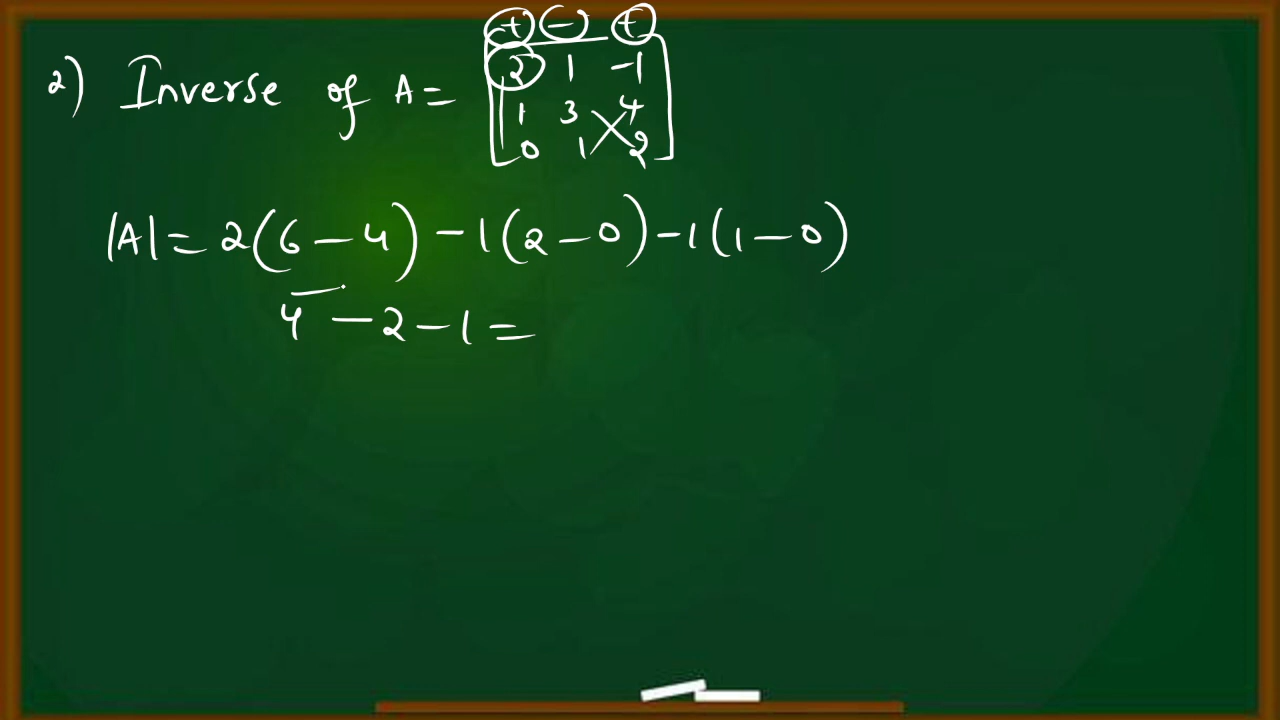 + - +
2) Inverse of A = [2 1 -1
1 3 4
0 1 2]
|A| = 2(6 - 4) - 1(2 - 0) - 1(1 - 0)
4 - 2 - 1 =